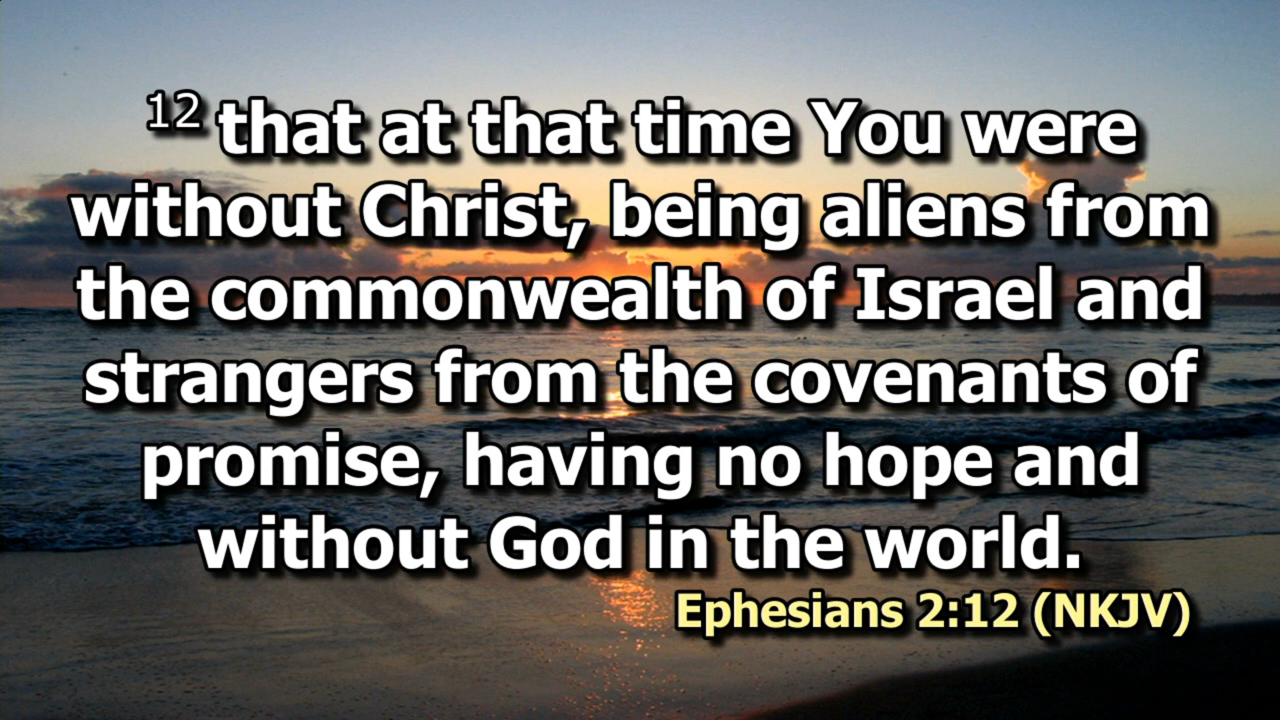 12 that at that time You were
without Christ, being aliens from
the commonwealth of Israel and
strangers from the covenants of
promise, having no hope and
without God in the world.
Ephesians 2:12 (NKJV)